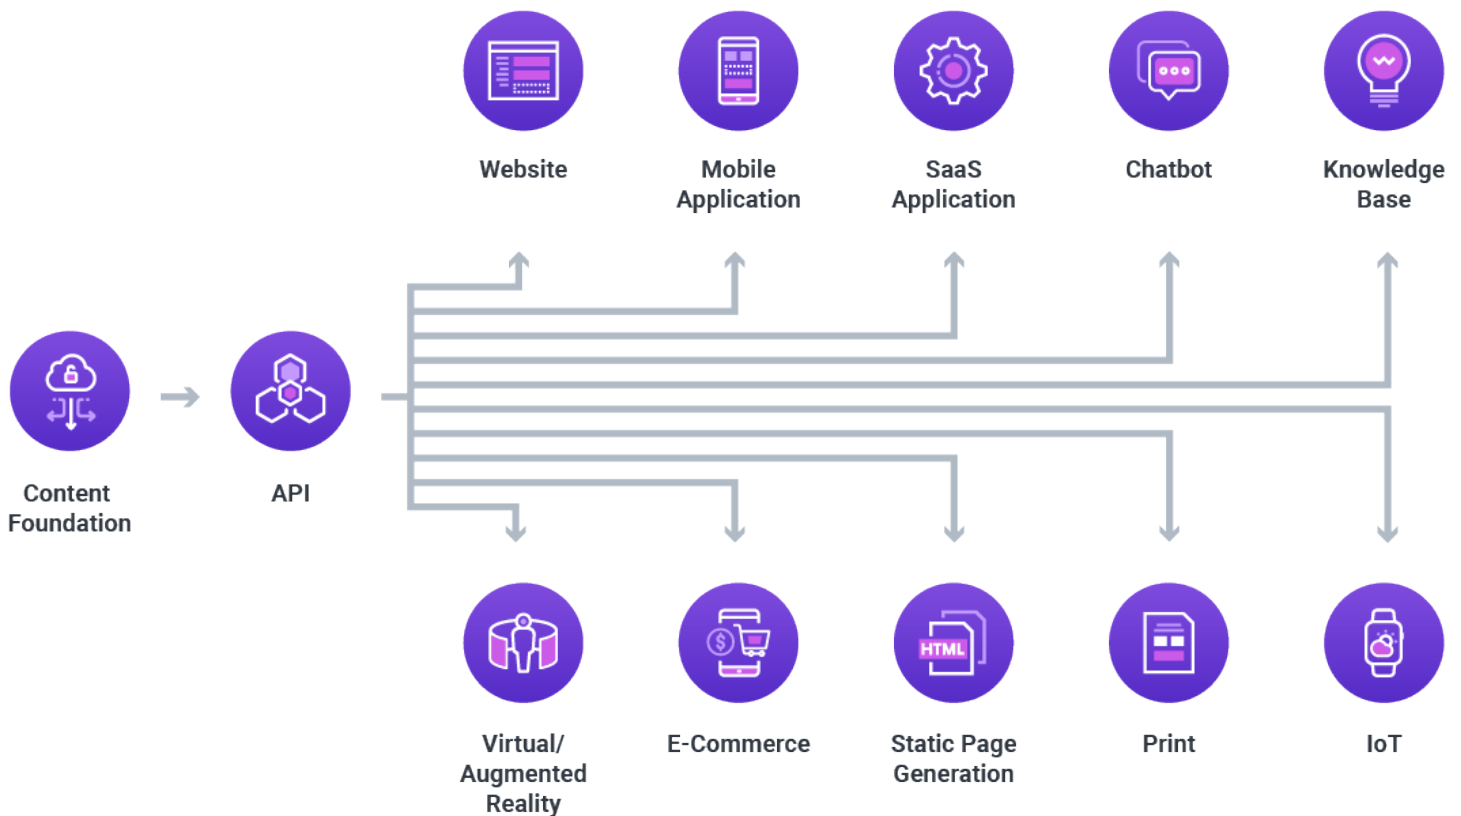 Website
Mobile
Application
SaaS
Application
Chatbot
Knowledge
Base
Content
Foundation
API
HTML
$
Virtual/
Augmented
Reality
E-Commerce
Static Page
Generation
Print
IoT